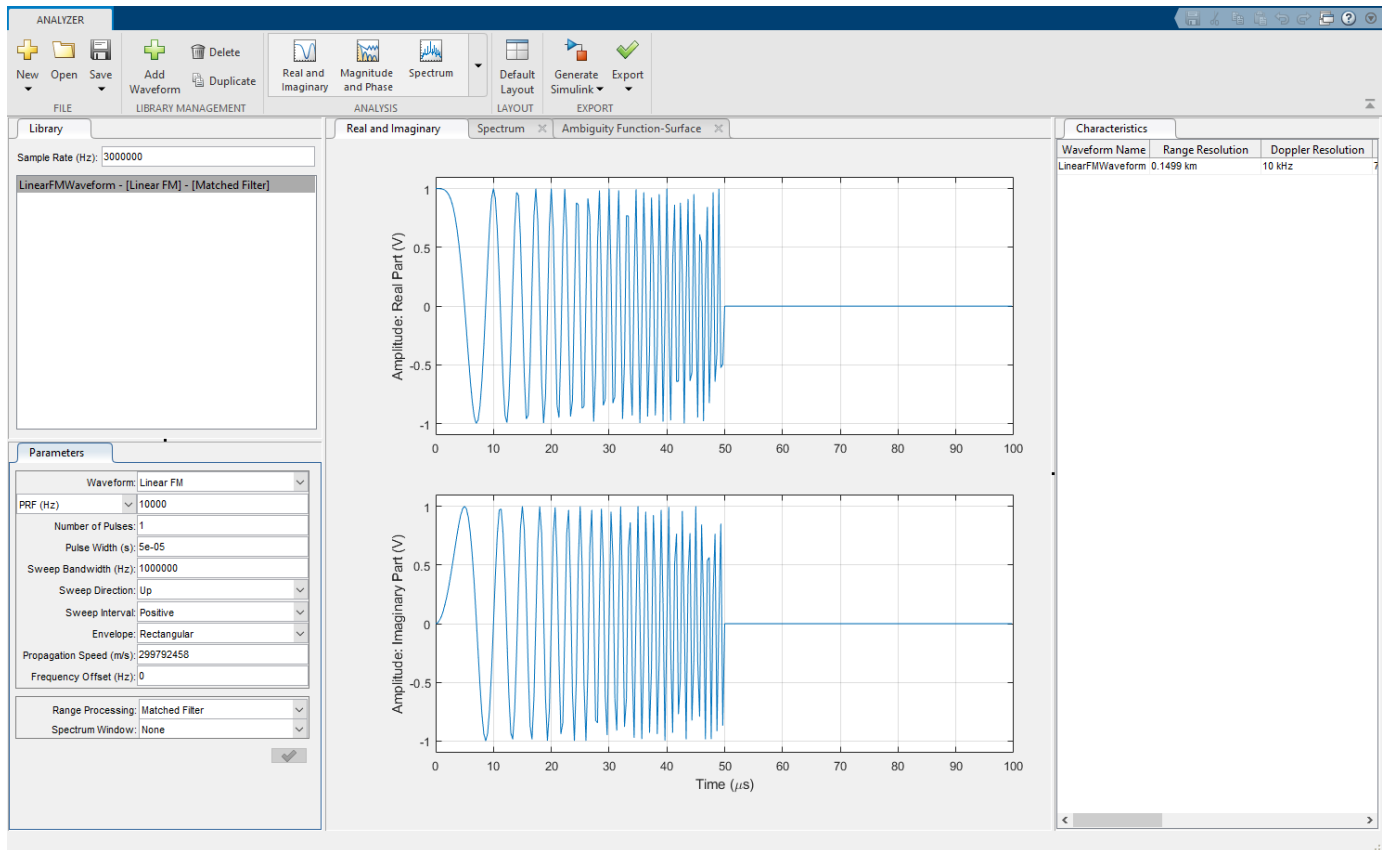 ANALYZER
New
Open
Save
Add
Waveform
Delete
Duplicate
Real and
Imaginary
Magnitude
and Phase
Spectrum
Default
Layout
Generate
Simulink
Export
FILE
LIBRARY MANAGEMENT
ANALYSIS
LAYOUT
EXPORT
Library
Sample Rate (Hz): 3000000
LinearFMWaveform - [Linear FM] - [Matched Filter]
Parameters
Waveform: Linear FM
PRF (Hz) 10000
Number of Pulses: 1
Pulse Width (s): 5e-05
Sweep Bandwidth (Hz): 1000000
Sweep Direction: Up
Sweep Interval: Positive
Envelope: Rectangular
Propagation Speed (m/s): 299792458
Frequency Offset (Hz): 0
Range Processing: Matched Filter
Spectrum Window: None
Real and Imaginary
Spectrum
Ambiguity Function-Surface
Amplitude: Real Part (V)
1
0.5
0
-0.5
-1
0 10 20 30 40 50 60 70 80 90 100
Amplitude: Imaginary Part (V)
1
0.5
0
-0.5
-1
0 10 20 30 40 50 60 70 80 90 100
Time (μs)
Characteristics
Waveform Name Range Resolution Doppler Resolution
LinearFMWaveform 0.1499 km 10 kHz 7